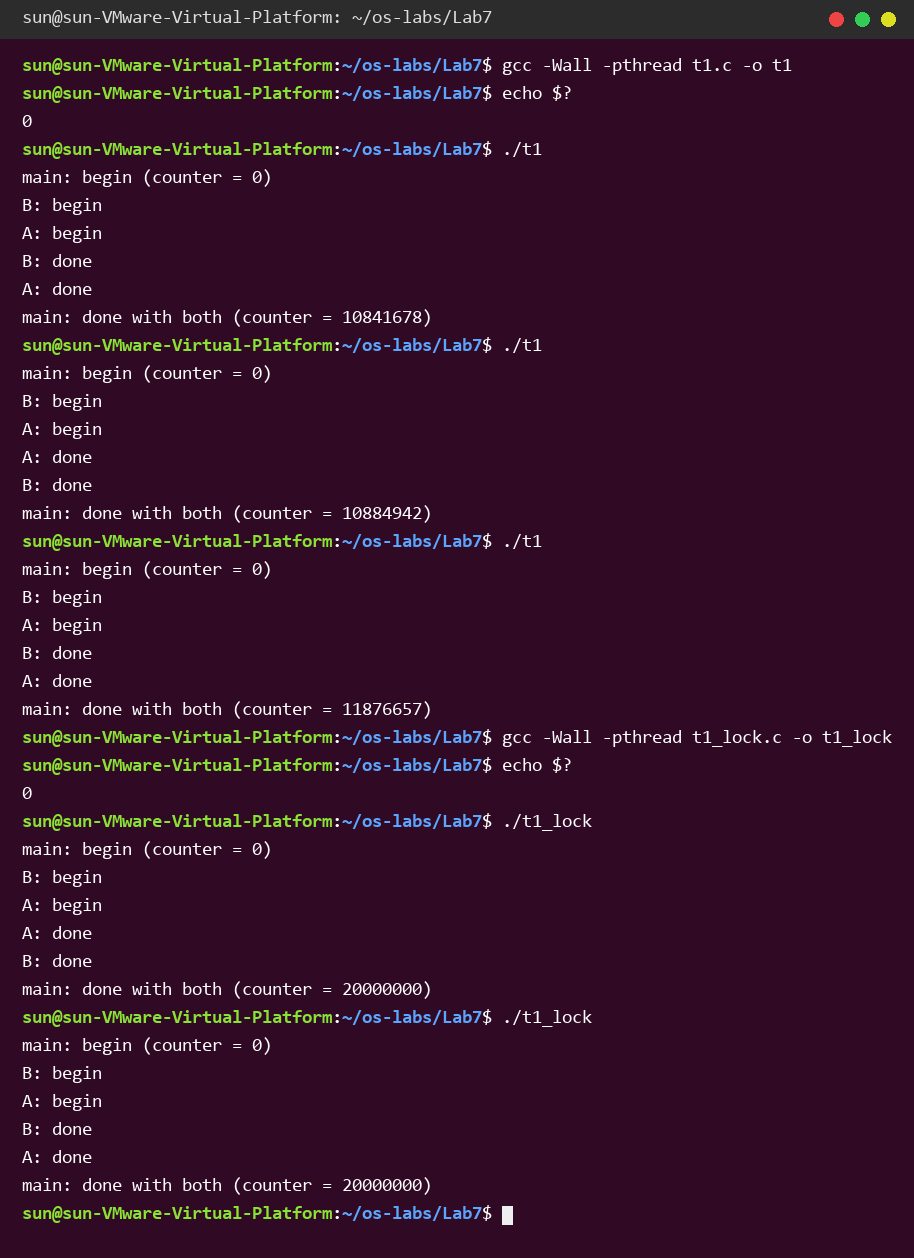 sun@sun-VMware-Virtual-Platform: ~/os-labs/Lab7
sun@sun-VMware-Virtual-Platform:~/os-labs/Lab7$ gcc -Wall -pthread t1.c -o t1
sun@sun-VMware-Virtual-Platform:~/os-labs/Lab7$ echo $?
0
sun@sun-VMware-Virtual-Platform:~/os-labs/Lab7$ ./t1
main: begin (counter = 0)
B: begin
A: begin
B: done
A: done
main: done with both (counter = 10841678)
sun@sun-VMware-Virtual-Platform:~/os-labs/Lab7$ ./t1
main: begin (counter = 0)
B: begin
A: begin
A: done
B: done
main: done with both (counter = 10884942)
sun@sun-VMware-Virtual-Platform:~/os-labs/Lab7$ ./t1
main: begin (counter = 0)
B: begin
A: begin
B: done
A: done
main: done with both (counter = 11876657)
sun@sun-VMware-Virtual-Platform:~/os-labs/Lab7$ gcc -Wall -pthread t1_lock.c -o t1_lock
sun@sun-VMware-Virtual-Platform:~/os-labs/Lab7$ echo $?
0
sun@sun-VMware-Virtual-Platform:~/os-labs/Lab7$ ./t1_lock
main: begin (counter = 0)
B: begin
A: begin
A: done
B: done
main: done with both (counter = 20000000)
sun@sun-VMware-Virtual-Platform:~/os-labs/Lab7$ ./t1_lock
main: begin (counter = 0)
B: begin
A: begin
B: done
A: done
main: done with both (counter = 20000000)
sun@sun-VMware-Virtual-Platform:~/os-labs/Lab7$